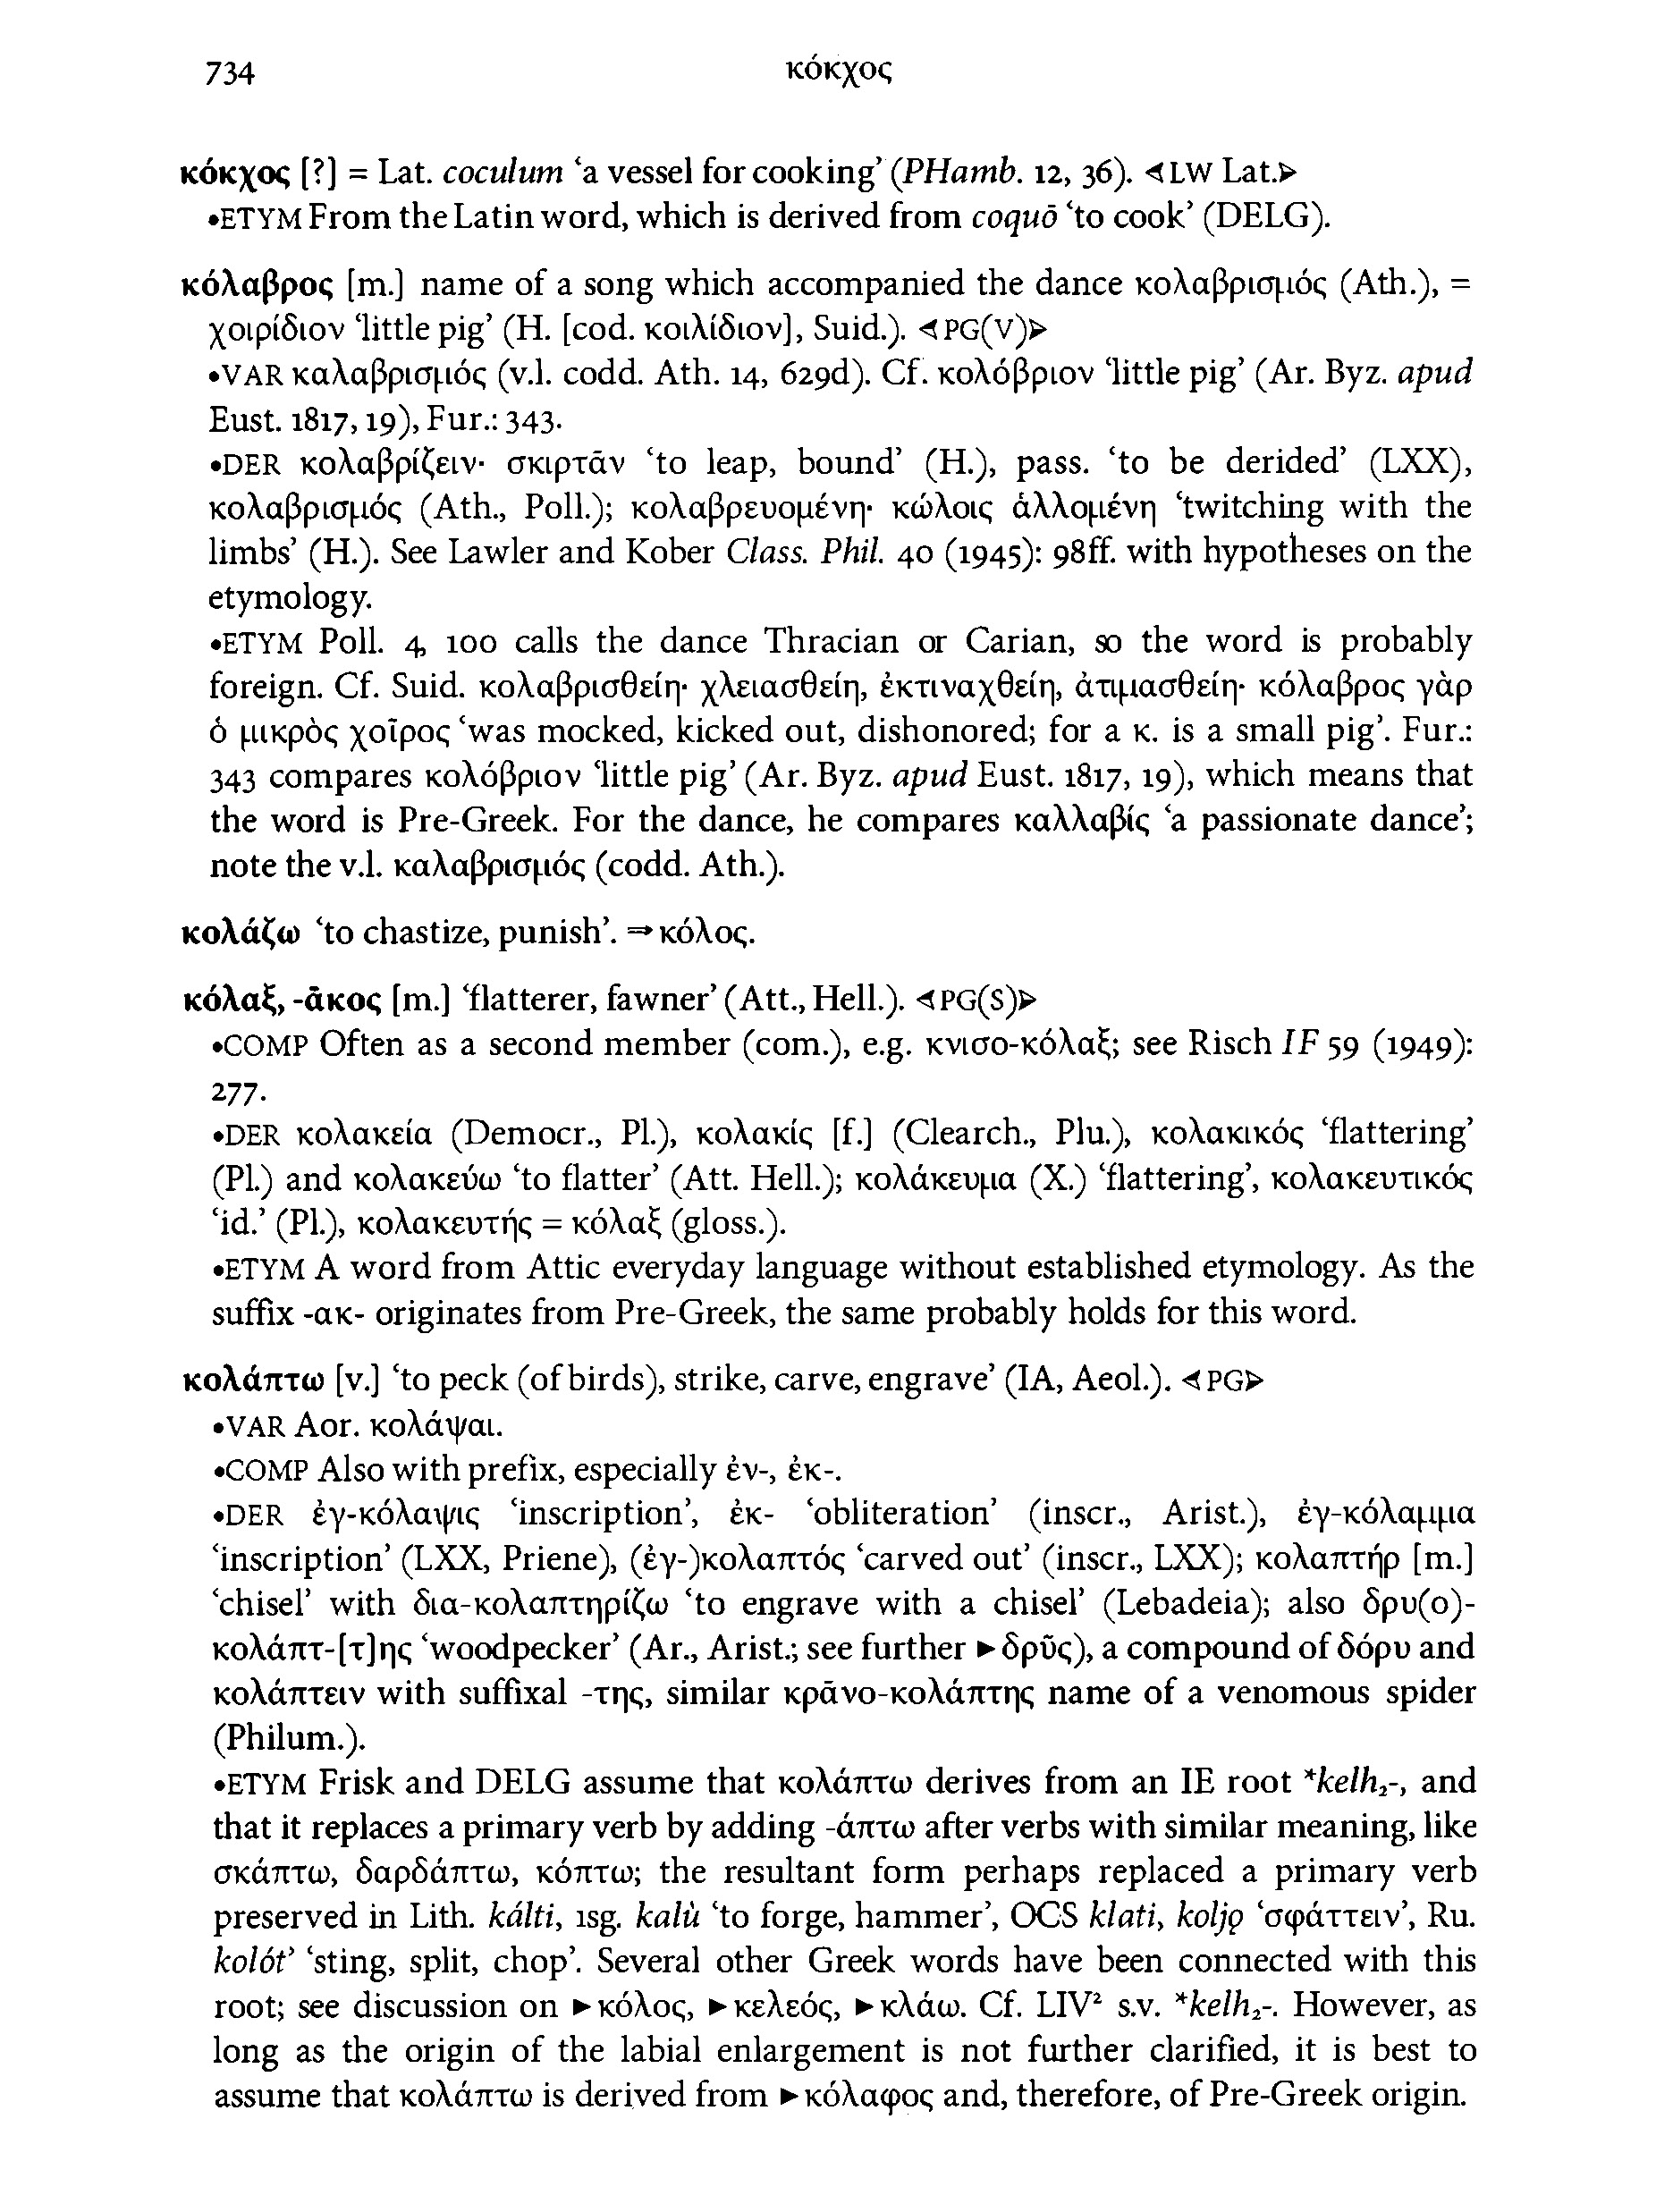 734 κόκχος
κόκχος [?] = Lat. coculum ‘a vessel for cooking’ (PHamb. 12, 36). ⊲LW Lat.⊳
•ETYM From the Latin word, which is derived from coquō ‘to cook’ (DELG).
κόλαβρος [m.] name of a song which accompanied the dance κολαβρισμός (Ath.), =
χοιρίδιον ‘little pig’ (H. [cod. κοιλίδιον], Suid.). ⊲PG(V)⊳
•VAR καλαβρισμός (v.l. codd. Ath. 14, 629d). Cf. κολόβριον ‘little pig’ (Ar. Byz. apud
Eust. 1817, 19), Fur.: 343.
•DER κολαβρίζειν· σκιρτᾶν ‘to leap, bound’ (H.), pass. ‘to be derided’ (LXX),
κολαβρισμός (Ath., Poll.); κολαβρευομένη· κώλοις ἁλλομένη ‘twitching with the
limbs’ (H.). See Lawler and Kober Class. Phil. 40 (1945): 98ff. with hypotheses on the
etymology.
•ETYM Poll. 4, 100 calls the dance Thracian or Carian, so the word is probably
foreign. Cf. Suid. κολαβρισθείη· χλειασθείη, ἐκτιναχθείη, ἀτιμασθείη· κόλαβρος γὰρ
ὁ μικρὸς χοῖρος ‘was mocked, kicked out, dishonored; for a κ. is a small pig’. Fur.:
343 compares κολόβριον ‘little pig’ (Ar. Byz. apud Eust. 1817, 19), which means that
the word is Pre-Greek. For the dance, he compares καλλαβίς ‘a passionate dance’;
note the v.l. καλαβρισμός (codd. Ath.).
κολάζω ‘to chastize, punish’. ⇒κόλος.
κόλαξ, -ᾱκος [m.] ‘flatterer, fawner’ (Att., Hell.). ⊲PG(S)⊳
•COMP Often as a second member (com.), e.g. κνισο-κόλαξ; see Risch IF 59 (1949):
277.
•DER κολακεία (Democr., Pl.), κολακίς [f.] (Clearch., Plu.), κολακικός ‘flattering’
(Pl.) and κολακεύω ‘to flatter’ (Att. Hell.); κολάκευμα (X.) ‘flattering’, κολακευτικός
‘id.’ (Pl.), κολακευτής = κόλαξ (gloss.).
•ETYM A word from Attic everyday language without established etymology. As the
suffix -ακ- originates from Pre-Greek, the same probably holds for this word.
κολάπτω [v.] ‘to peck (of birds), strike, carve, engrave’ (IA, Aeol.). ⊲PG⊳
•VAR Aor. κολάψαι.
•COMP Also with prefix, especially ἐν-, ἐκ-.
•DER ἐγ-κόλαψις ‘inscription’, ἐκ- ‘obliteration’ (inscr., Arist.), ἐγ-κόλαμμα
‘inscription’ (LXX, Priene), (ἐγ-)κολαπτός ‘carved out’ (inscr., LXX); κολαπτήρ [m.]
‘chisel’ with δια-κολαπτηρίζω ‘to engrave with a chisel’ (Lebadeia); also δρυ(ο)-
κολάπτ-[τ]ης ‘woodpecker’ (Ar., Arist.; see further ►δρῦς), a compound of δόρυ and
κολάπτειν with suffixal -της, similar κρᾱνο-κολάπτης name of a venomous spider
(Philum.).
•ETYM Frisk and DELG assume that κολάπτω derives from an IE root *kelh₂-, and
that it replaces a primary verb by adding -άπτω after verbs with similar meaning, like
σκάπτω, δαρδάπτω, κόπτω; the resultant form perhaps replaced a primary verb
preserved in Lith. kálti, 1sg. kalù ‘to forge, hammer’, OCS klati, koljǫ ‘σφάττειν’, Ru.
kolót’ ‘sting, split, chop’. Several other Greek words have been connected with this
root; see discussion on ►κόλος, ►κελεός, ►κλάω. Cf. LIV² s.v. *kelh₂-. However, as
long as the origin of the labial enlargement is not further clarified, it is best to
assume that κολάπτω is derived from ►κόλαφος and, therefore, of Pre-Greek origin.